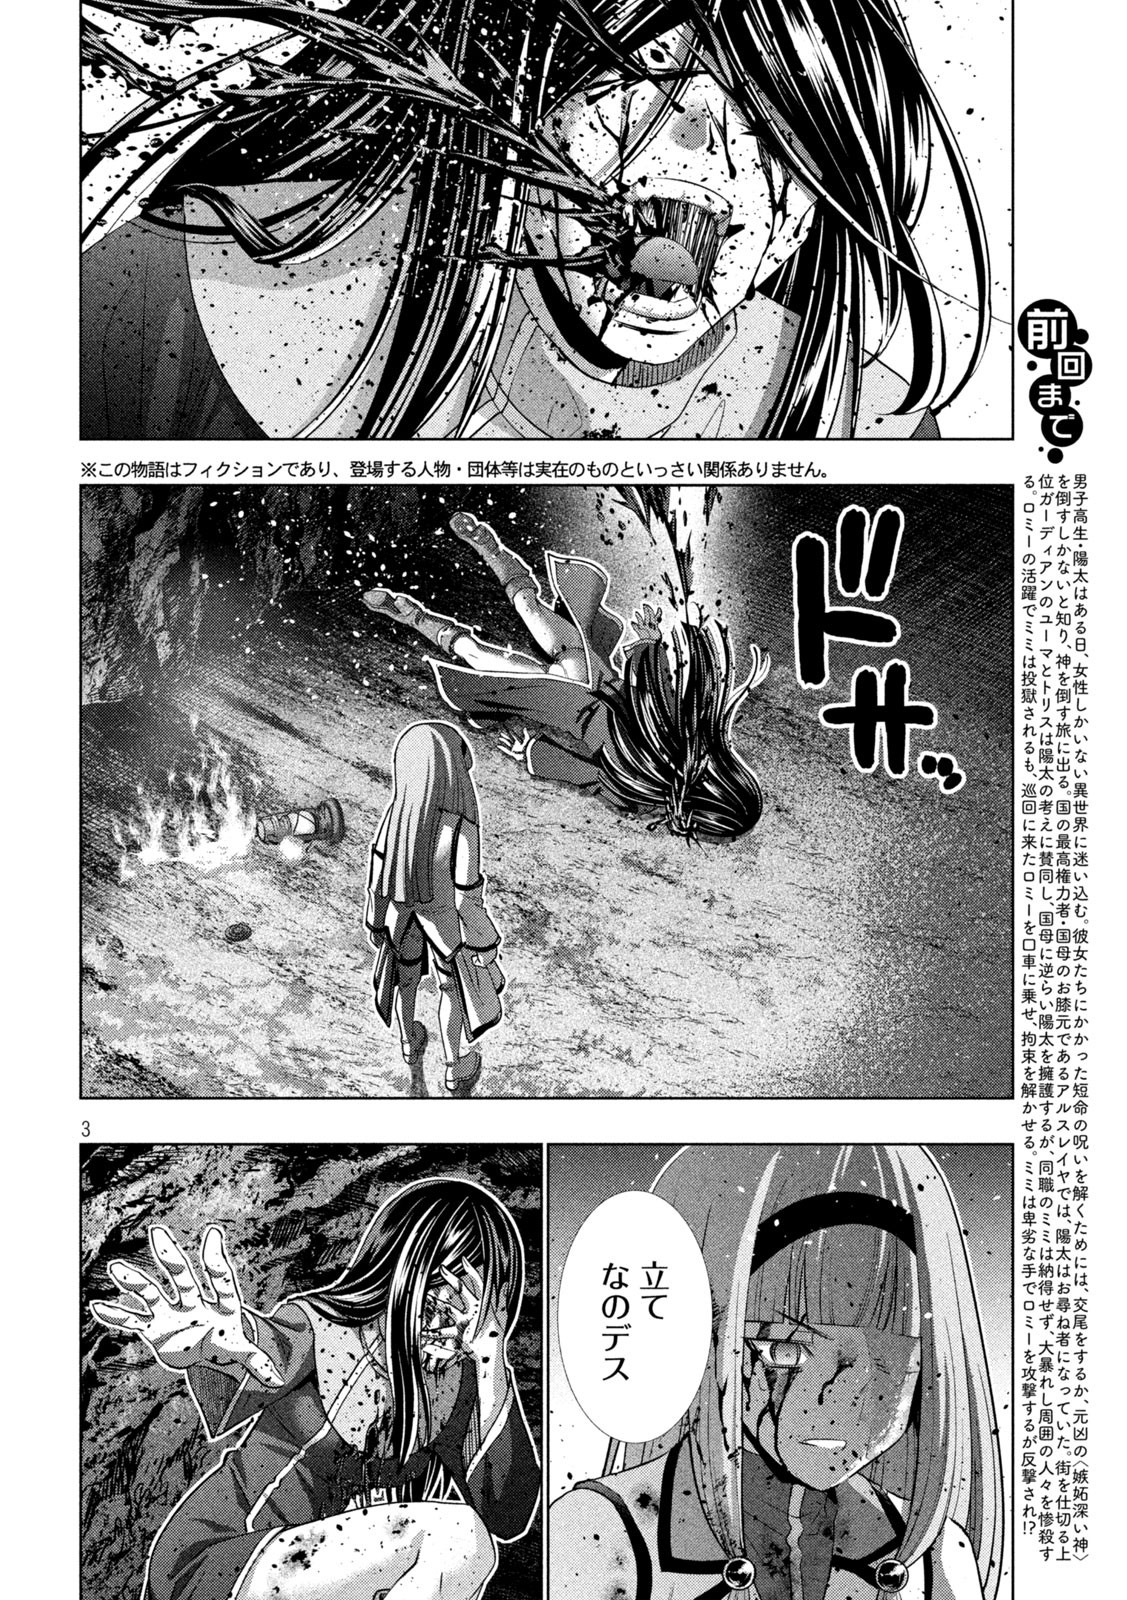 前回まで
男子高生・陽太はある日、女性しかいない異世界に迷い込む。彼女たちにかかった短命の呪いを解くためには、交尾をするか、元凶の〈嫉妬深い神〉
を倒すしかないと知り、神を倒す旅に出る。国の最高権力者・国母のお膝元であるアルスレイヤでは、陽太はお尋ね者になっていた。街を仕切る上
位ガーディアンのユーマとトリスは陽太の考えに賛同し、国母に逆らい陽太を擁護するが、同職のミミは納得せず、大暴れし周囲の人々を惨殺す
る。ロミーの活躍でミミは投獄されるも、巡回に来たロミーを口車に乗せ、拘束を解かせる。ミミは卑劣な手でロミーを攻撃するが反撃され!?
※この物語はフィクションであり、登場する人物・団体等は実在のものといっさい関係ありません。
ドサッ
3
立て
なのデス